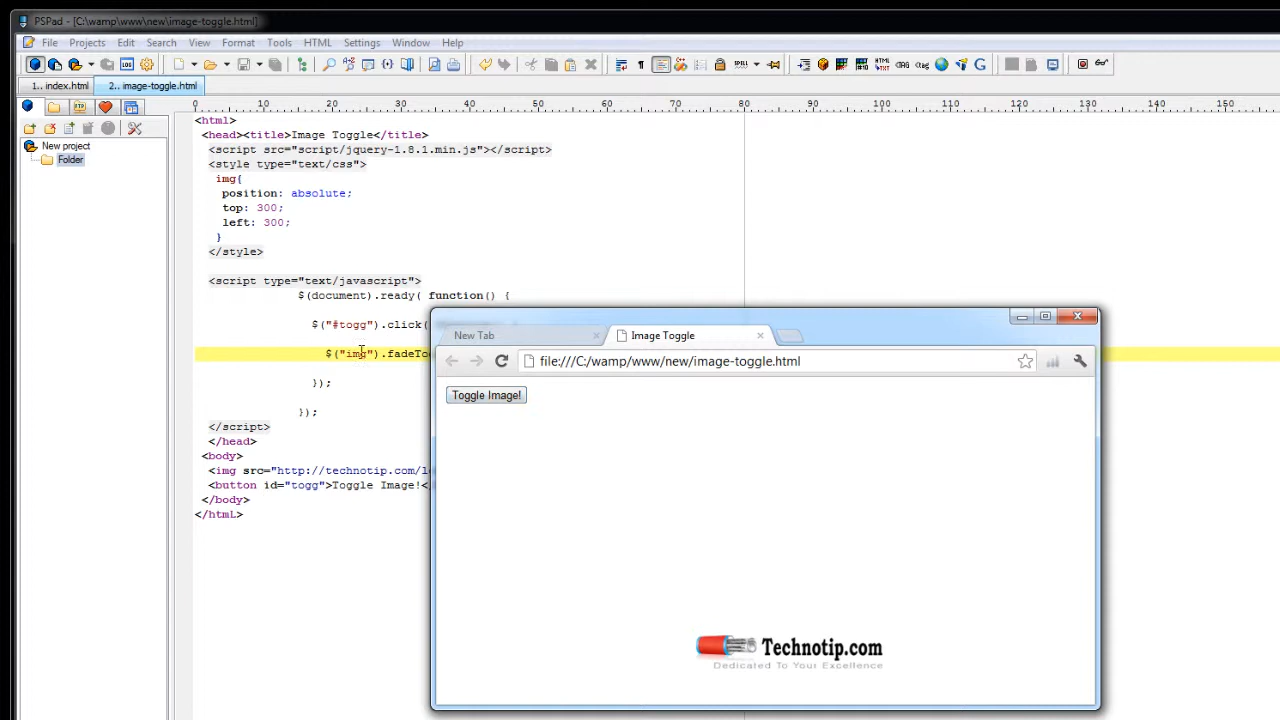 PSPad - [C:\wamp\www\new\image-toggle.html]
File Projects Edit Search View Format Tools HTML Settings Window Help
1.. index.html 2.. image-toggle.html
0 10 20 30 40 50 60 70 80 90 100 110 120 130 140 150
New project
Folder
<html>
<head><title>Image Toggle</title>
<script src="script/jquery-1.8.1.min.js"></script>
<style type="text/css">
img{
position: absolute;
top: 300;
left: 300;
}
</style>
<script type="text/javascript">
$(document).ready( function() {
$("#togg").click(
$("img").fadeTo
});
});
</script>
</head>
<body>
<img src="http://technotip.com/l
<button id="togg">Toggle Image!<
</body>
</html>
New Tab
Image Toggle
file:///C:/wamp/www/new/image-toggle.html
Toggle Image!
Technotip.com
Dedicated To Your Excellence